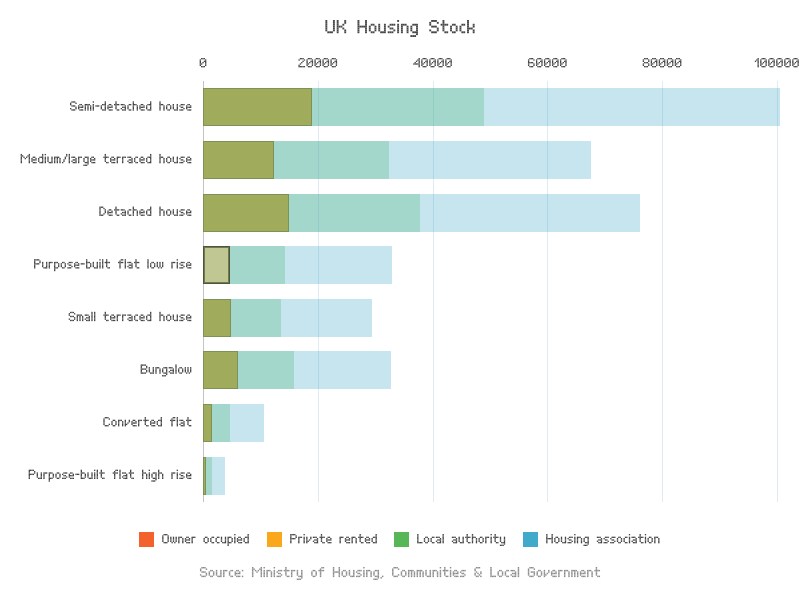 UK Housing Stock
0 20000 40000 60000 80000 100000
Semi-detached house
Medium/large terraced house
Detached house
Purpose-built flat low rise
Small terraced house
Bungalow
Converted flat
Purpose-built flat high rise
Owner occupied Private rented Local authority Housing association
Source: Ministry of Housing, Communities & Local Government